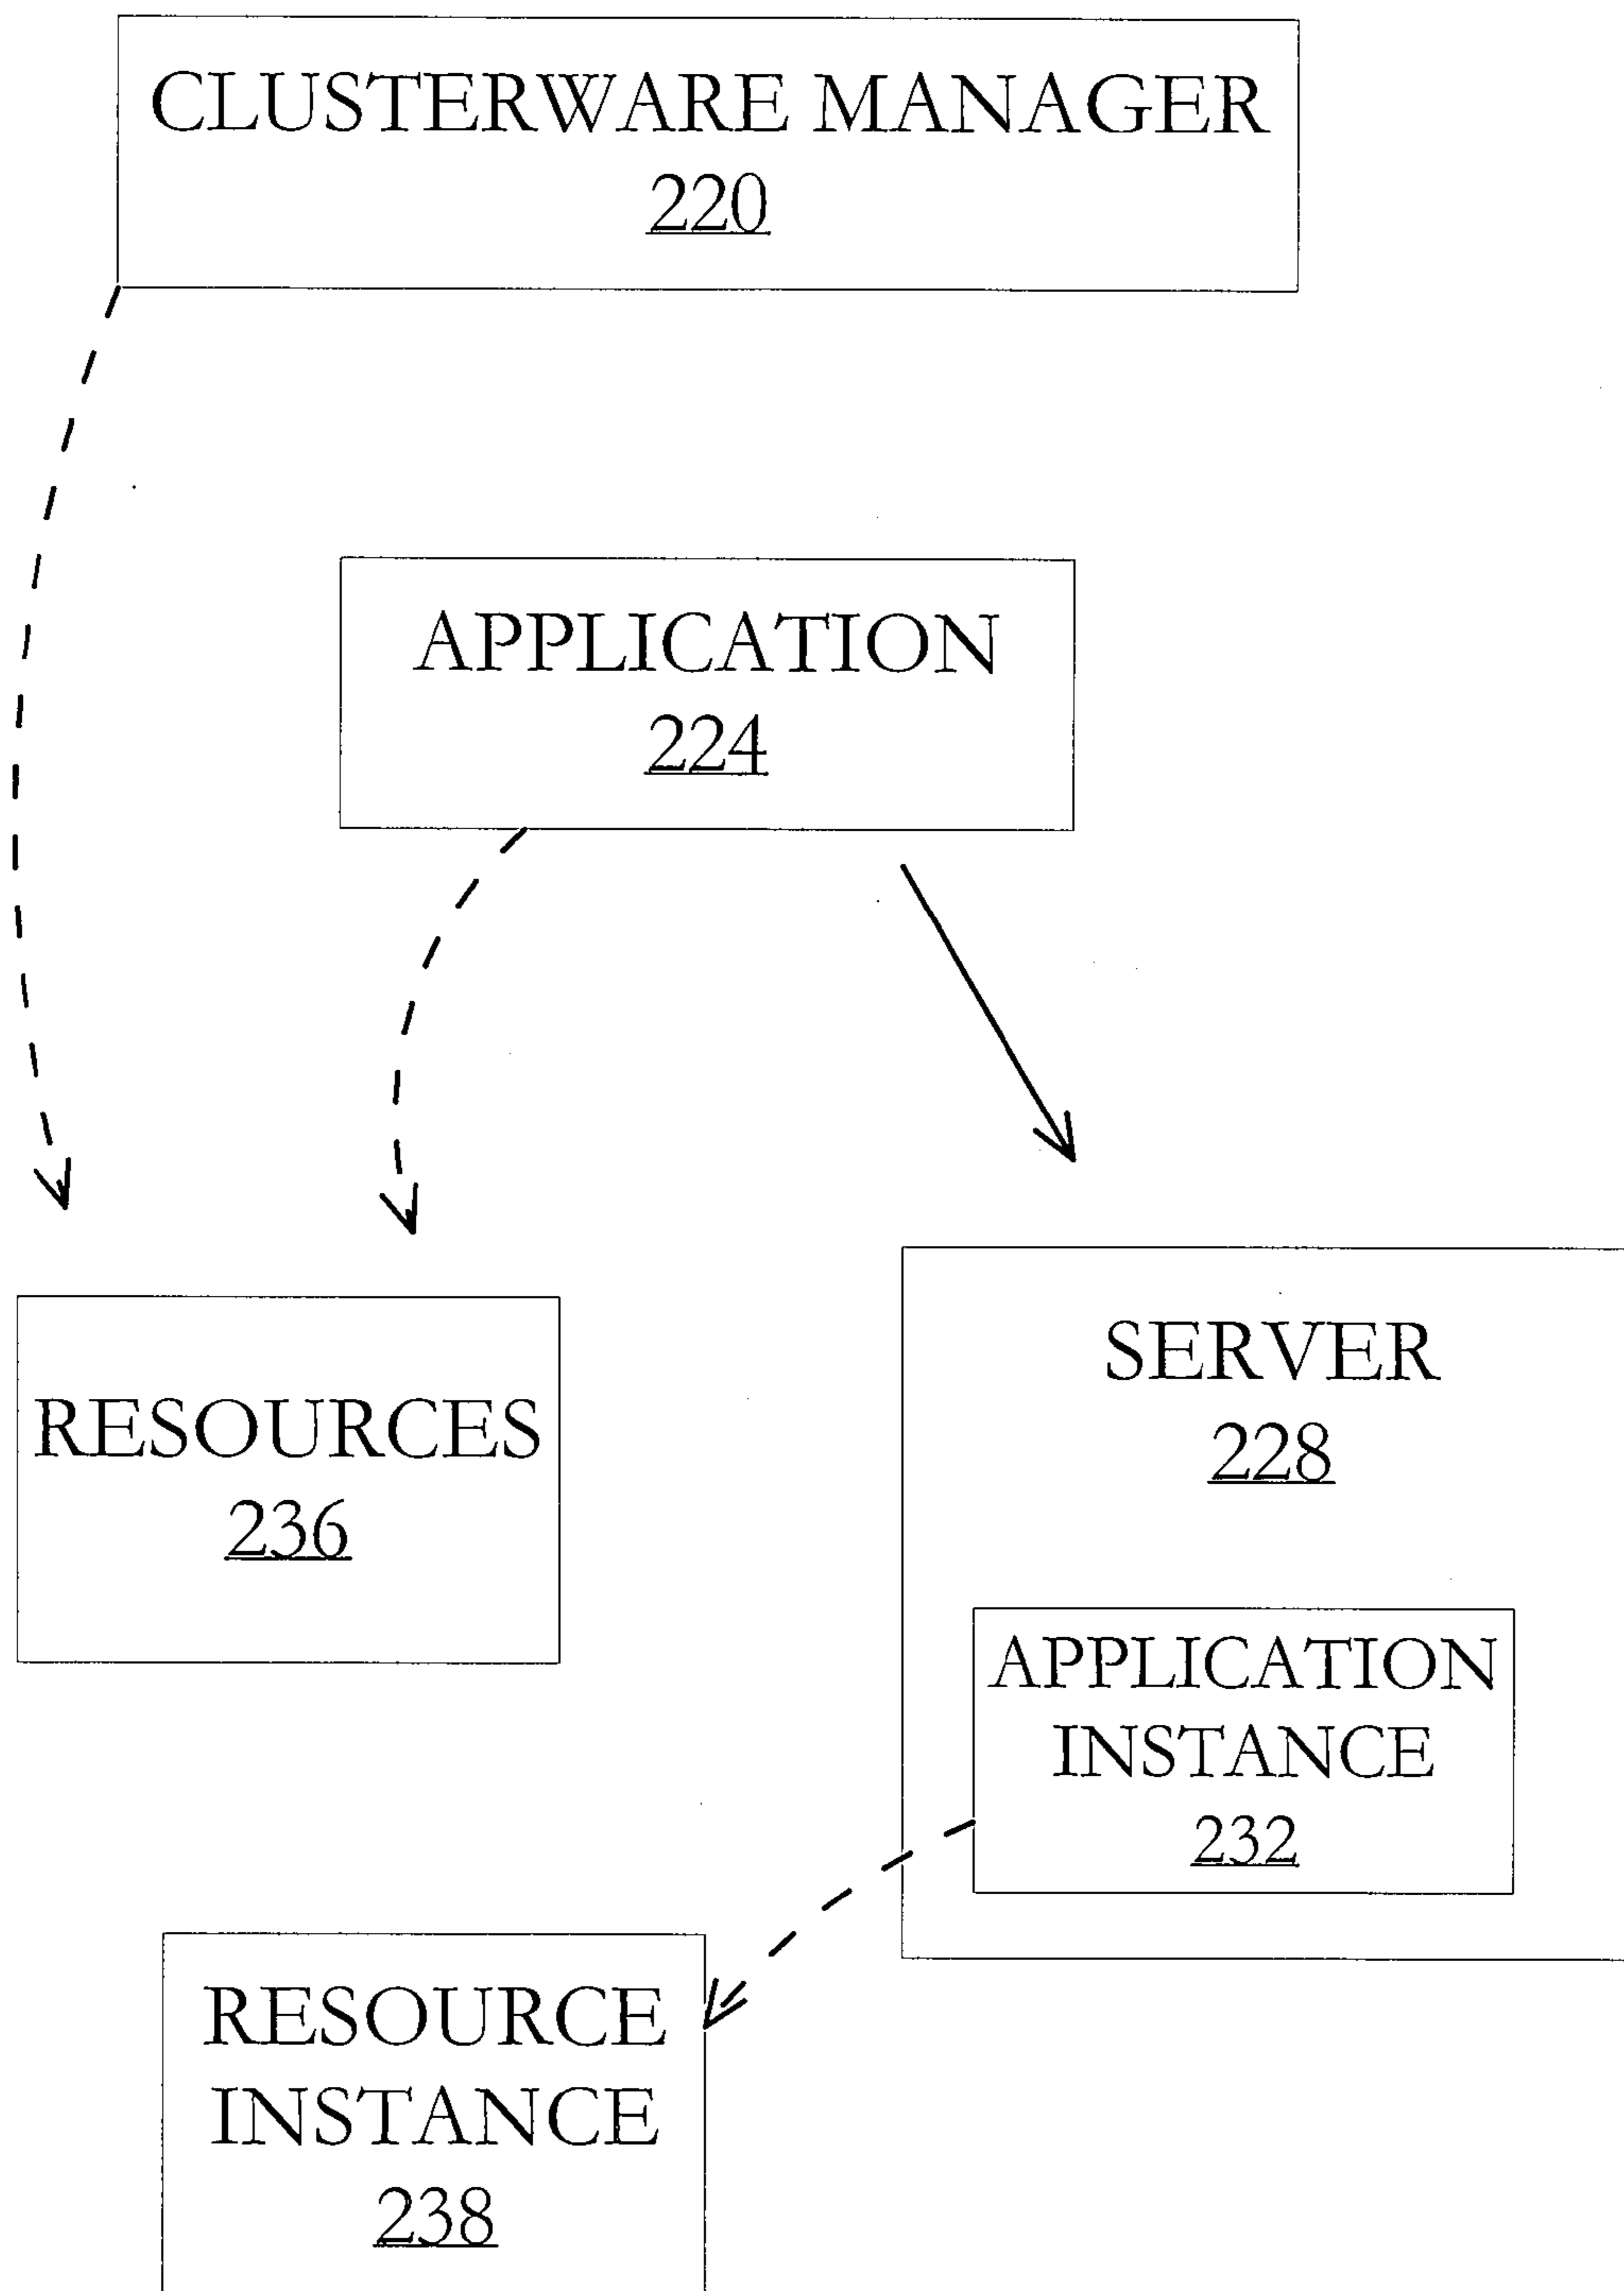 CLUSTERWARE MANAGER
220
APPLICATION
224
RESOURCES
236
SERVER
228
APPLICATION
INSTANCE
232
RESOURCE
INSTANCE
238